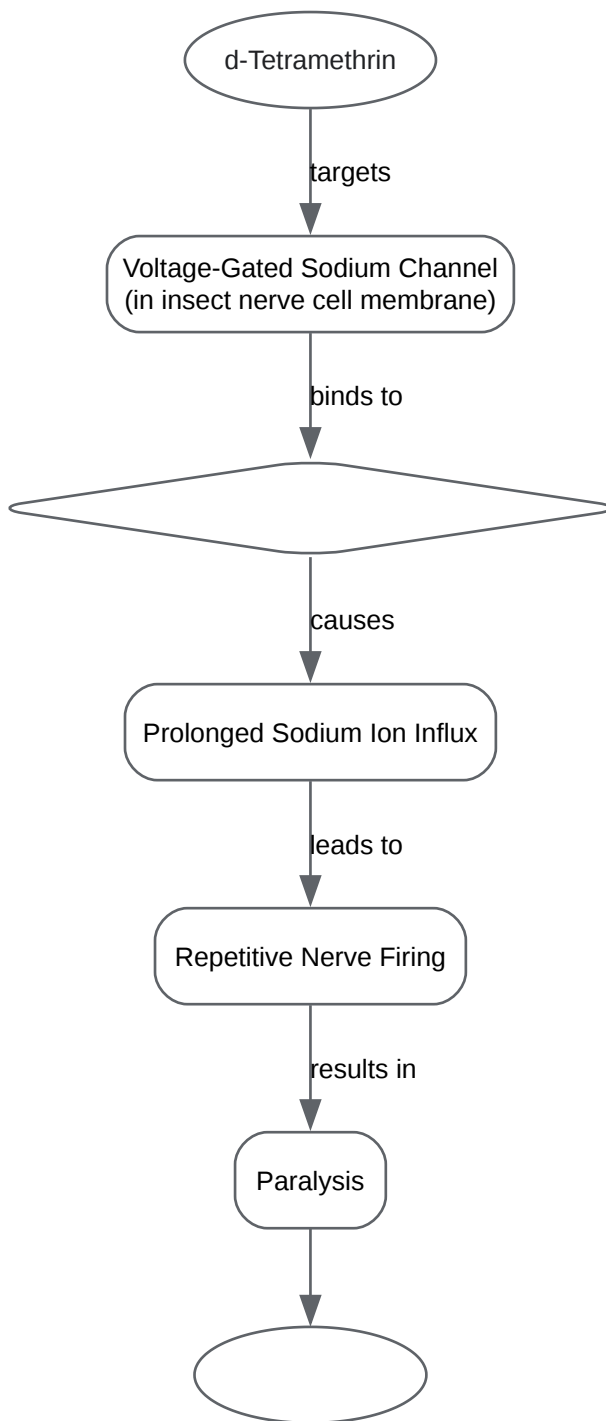 d-Tetramethrin
targets
Voltage-Gated Sodium Channel
(in insect nerve cell membrane)
binds to
causes
Prolonged Sodium Ion Influx
leads to
Repetitive Nerve Firing
results in
Paralysis